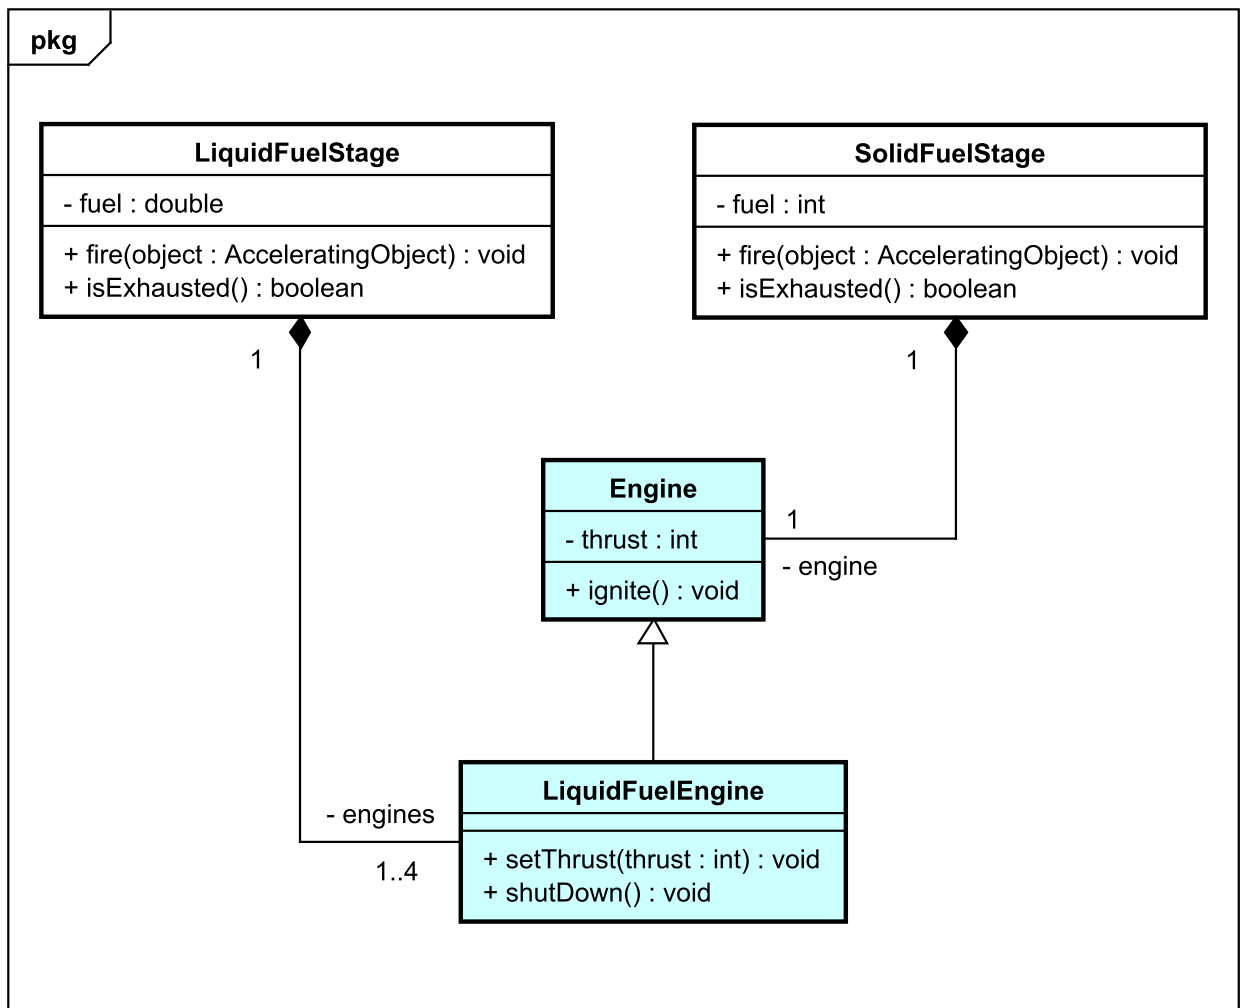 pkg
LiquidFuelStage
- fuel : double
+ fire(object : AcceleratingObject) : void
+ isExhausted() : boolean
1
SolidFuelStage
- fuel : int
+ fire(object : AcceleratingObject) : void
+ isExhausted() : boolean
1
Engine
- thrust : int
+ ignite() : void
1
- engine
- engines
1..4
LiquidFuelEngine
+ setThrust(thrust : int) : void
+ shutDown() : void